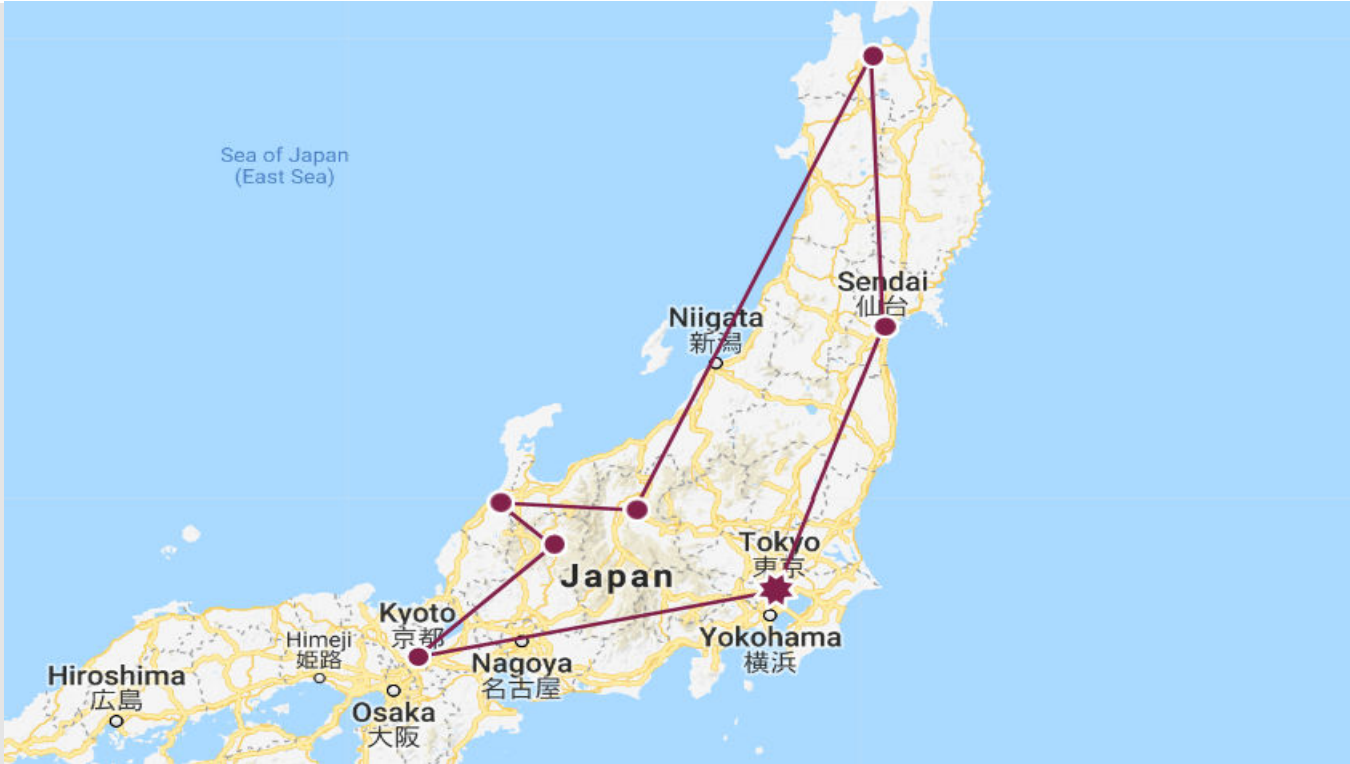 Sea of Japan
(East Sea)
Sendai
仙台
Niigata
新潟
Tokyo
東京
Japan
Kyoto
京都
Himeji
姫路
Yokohama
横浜
Nagoya
名古屋
Hiroshima
広島
Osaka
大阪